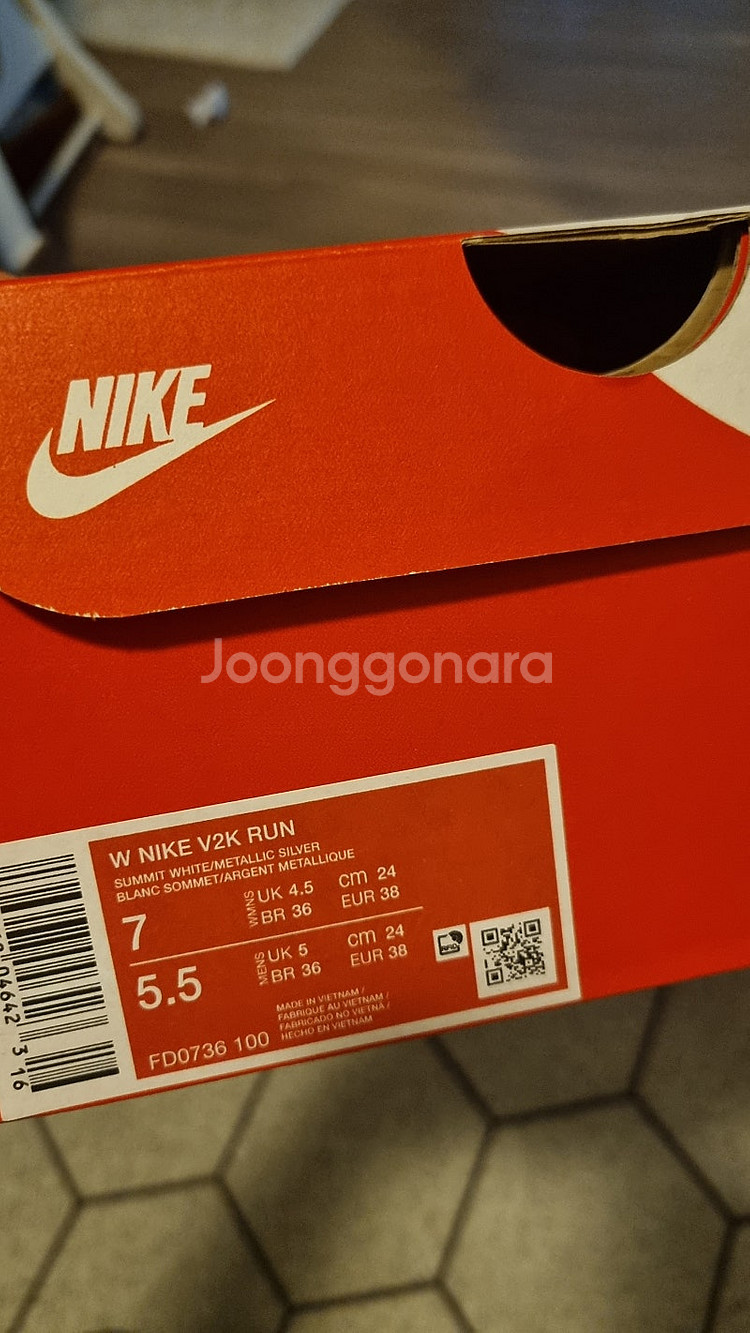 NIKE
Joonggonara
W NIKE V2K RUN
SUMMIT WHITE/METALLIC SILVER
BLANC SOMMET/ARGENT METALLIQUE
7
WMNS
UK 4.5
cm 24
BR 36
EUR 38
5.5
MENS
UK 5
cm 24
BR 36
EUR 38
RFID
MADE IN VIETNAM /
FABRIQUE AU VIETNAM /
FABRICADO NO VIETNÃ /
HECHO EN VIETNAM
FD0736 100
04642 316